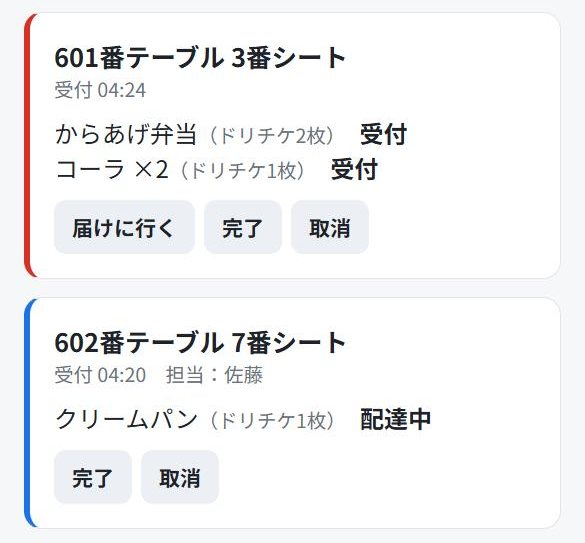 601番テーブル 3番シート
受付 04:24
からあげ弁当（ドリチケ2枚） 受付
コーラ ×2（ドリチケ1枚） 受付
届けに行く 完了 取消
602番テーブル 7番シート
受付 04:20 担当：佐藤
クリームパン（ドリチケ1枚） 配達中
完了 取消